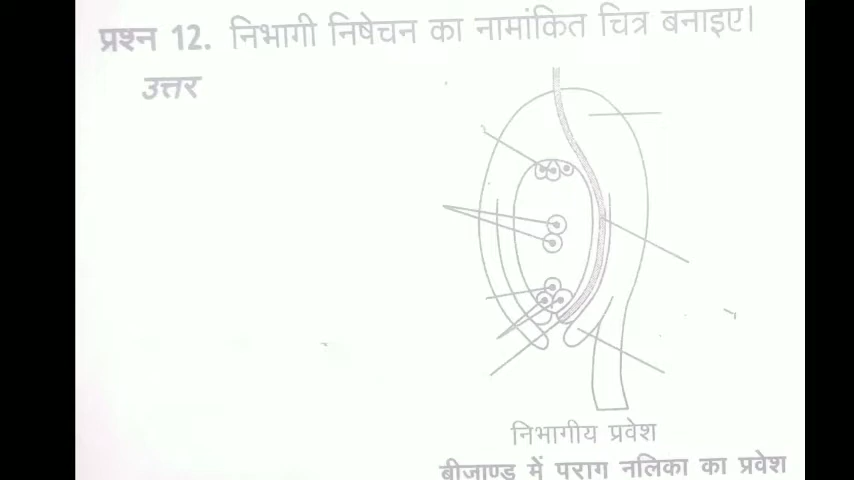 प्रश्न 12. निभागी निषेचन का नामांकित चित्र बनाइए।
उत्तर
निभागीय प्रवेश
बीजाण्ड में पराग नलिका का प्रवेश